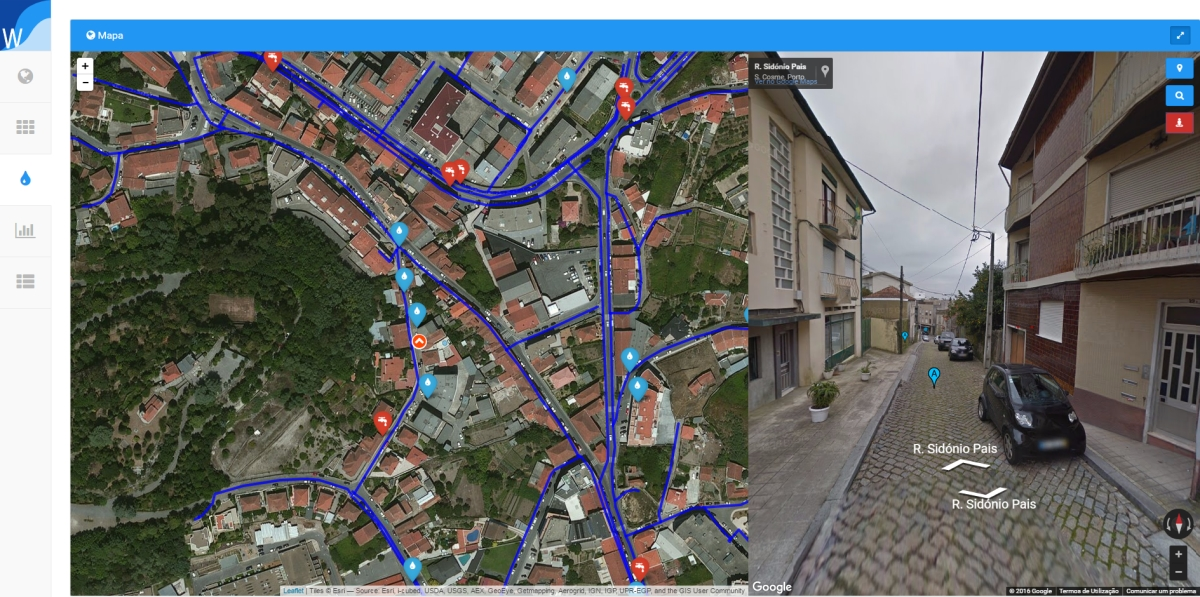 W
Mapa
+
−
R. Sidónio Pais
S. Cosme, Porto
Ver no Google Maps
A
R. Sidónio Pais
R. Sidónio Pais
Google
+
−
Leaflet | Tiles © Esri — Source: Esri, i-cubed, USDA, USGS, AEX, GeoEye, Getmapping, Aerogrid, IGN, IGP, UPR-EGP, and the GIS User Community
© 2016 Google Termos de Utilização Comunicar um problema